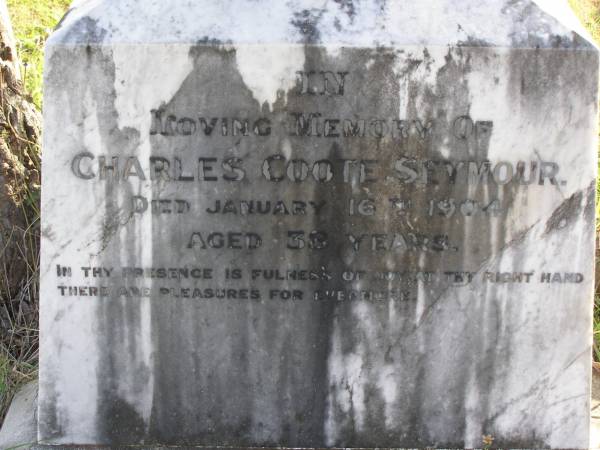 IN
LOVING MEMORY OF
CHARLES COOTE SEYMOUR.
DIED JANUARY 16TH 1904
AGED 38 YEARS.
IN THY PRESENCE IS FULNESS OF JOY, AT THY RIGHT HAND
THERE ARE PLEASURES FOR EVERMORE.